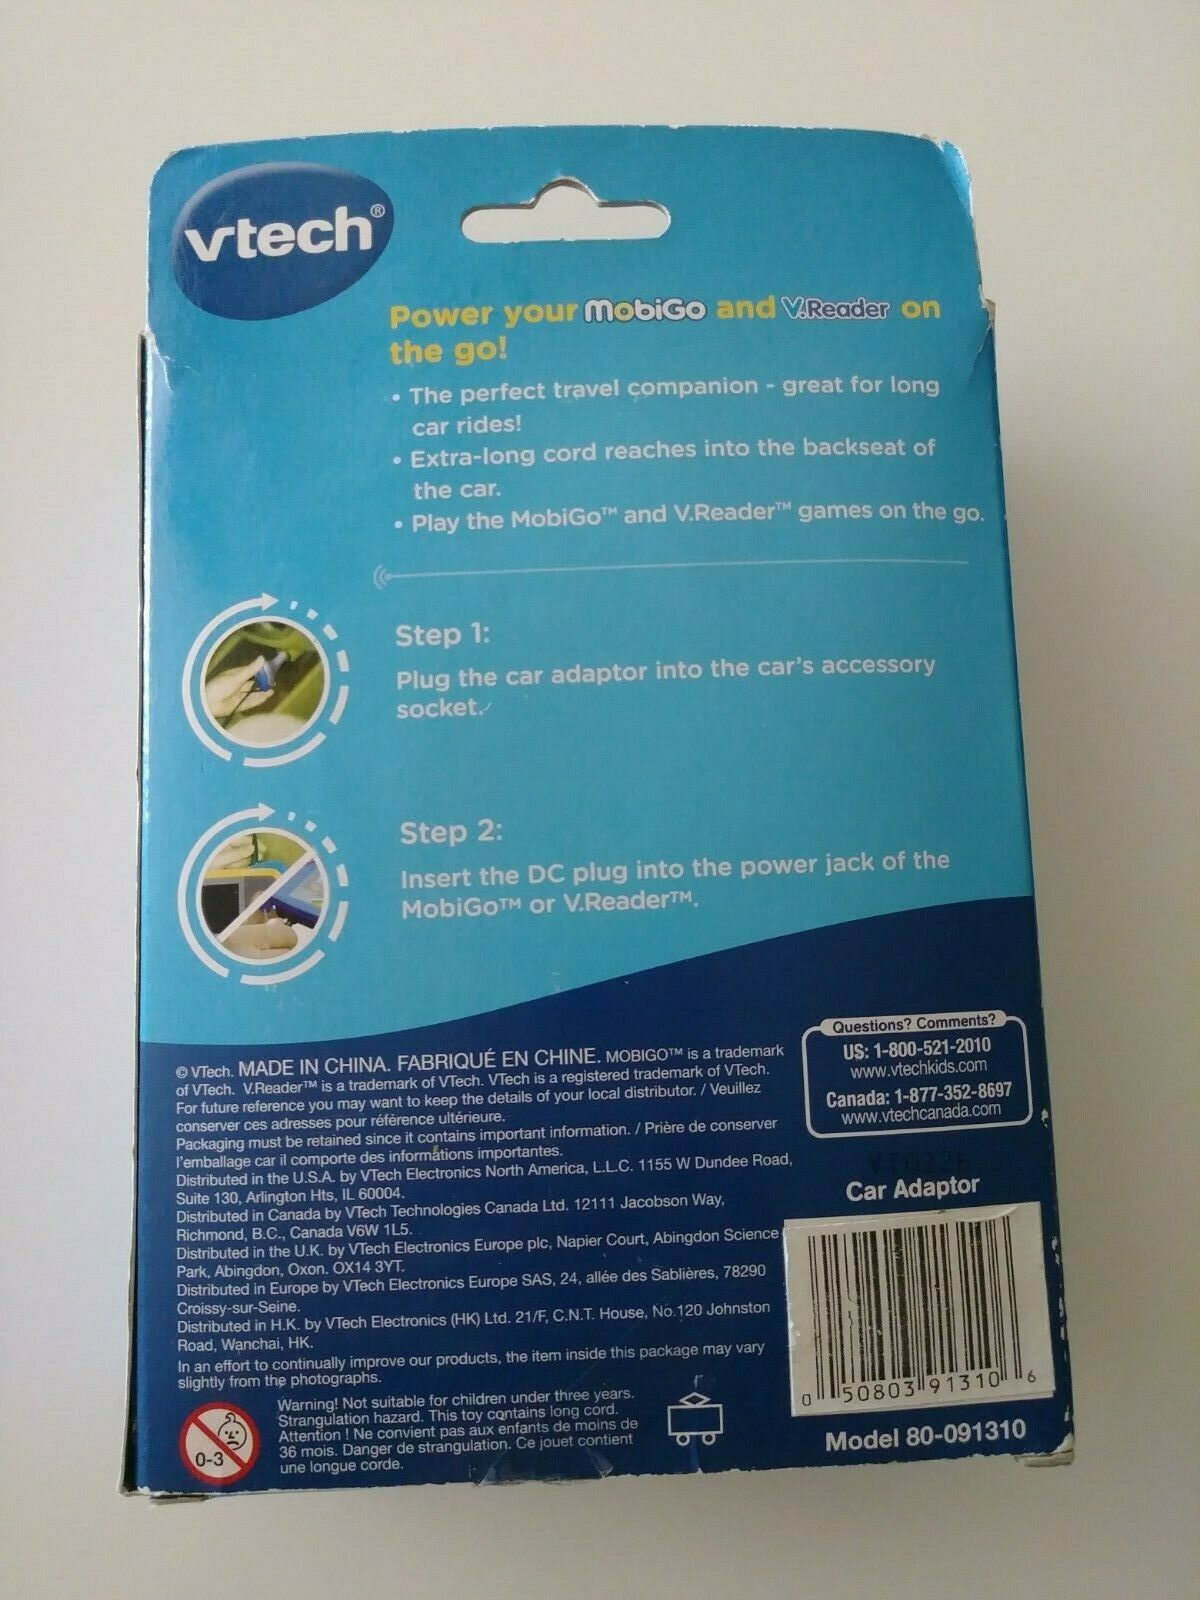 vtech®
Power your MobiGo and V.Reader on
the go!
• The perfect travel companion - great for long
car rides!
• Extra-long cord reaches into the backseat of
the car.
• Play the MobiGo™ and V.Reader™ games on the go.
Step 1:
Plug the car adaptor into the car's accessory
socket.
Step 2:
Insert the DC plug into the power jack of the
MobiGo™ or V.Reader™.
© VTech. MADE IN CHINA. FABRIQUÉ EN CHINE. MOBIGO™ is a trademark
of VTech. V.Reader™ is a trademark of VTech. VTech is a registered trademark of VTech.
For future reference you may want to keep the details of your local distributor. / Veuillez
conserver ces adresses pour référence ultérieure.
Packaging must be retained since it contains important information. / Prière de conserver
l'emballage car il comporte des informations importantes.
Distributed in the U.S.A. by VTech Electronics North America, L.L.C. 1155 W Dundee Road,
Suite 130, Arlington Hts, IL 60004.
Distributed in Canada by VTech Technologies Canada Ltd. 12111 Jacobson Way,
Richmond, B.C., Canada V6W 1L5.
Distributed in the U.K. by VTech Electronics Europe plc, Napier Court, Abingdon Science
Park, Abingdon, Oxon. OX14 3YT.
Distributed in Europe by VTech Electronics Europe SAS, 24, allée des Sablières, 78290
Croissy-sur-Seine.
Distributed in H.K. by VTech Electronics (HK) Ltd. 21/F, C.N.T. House, No.120 Johnston
Road, Wanchai, HK.
In an effort to continually improve our products, the item inside this package may vary
slightly from the photographs.
0-3
Warning! Not suitable for children under three years.
Strangulation hazard. This toy contains long cord.
Attention ! Ne convient pas aux enfants de moins de
36 mois. Danger de strangulation. Ce jouet contient
une longue corde.
Questions? Comments?
US: 1-800-521-2010
www.vtechkids.com
Canada: 1-877-352-8697
www.vtechcanada.com
Car Adaptor
0 50803 91310 6
Model 80-091310